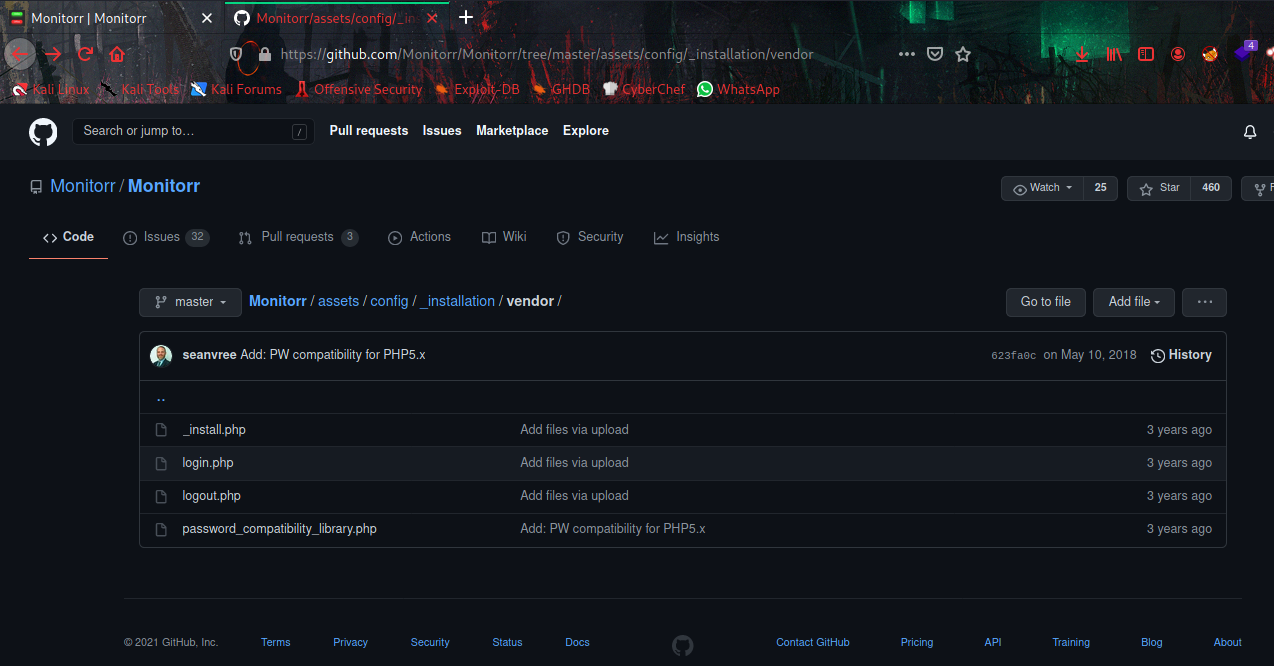 Monitorr | Monitorr
Monitorr/assets/config/_ins
https://github.com/Monitorr/Monitorr/tree/master/assets/config/_installation/vendor
4
Kali Linux Kali Tools Kali Forums Offensive Security Exploit-DB GHDB CyberChef WhatsApp
Search or jump to… / Pull requests Issues Marketplace Explore
Monitorr / Monitorr
Watch 25 Star 460 F
Code Issues 32 Pull requests 3 Actions Wiki Security Insights
master Monitorr / assets / config / _installation / vendor / Go to file Add file
seanvree Add: PW compatibility for PHP5.x 623fa0c on May 10, 2018 History
..
_install.php Add files via upload 3 years ago
login.php Add files via upload 3 years ago
logout.php Add files via upload 3 years ago
password_compatibility_library.php Add: PW compatibility for PHP5.x 3 years ago
© 2021 GitHub, Inc. Terms Privacy Security Status Docs Contact GitHub Pricing API Training Blog About